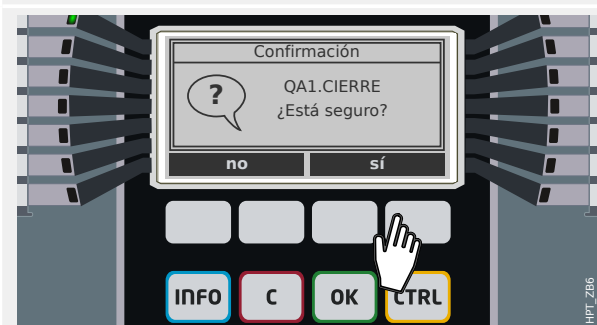 Confirmación
?
QA1.CIERRE
¿Está seguro?
no
sí
INFO
C
OK
CTRL
HPT_ZB6